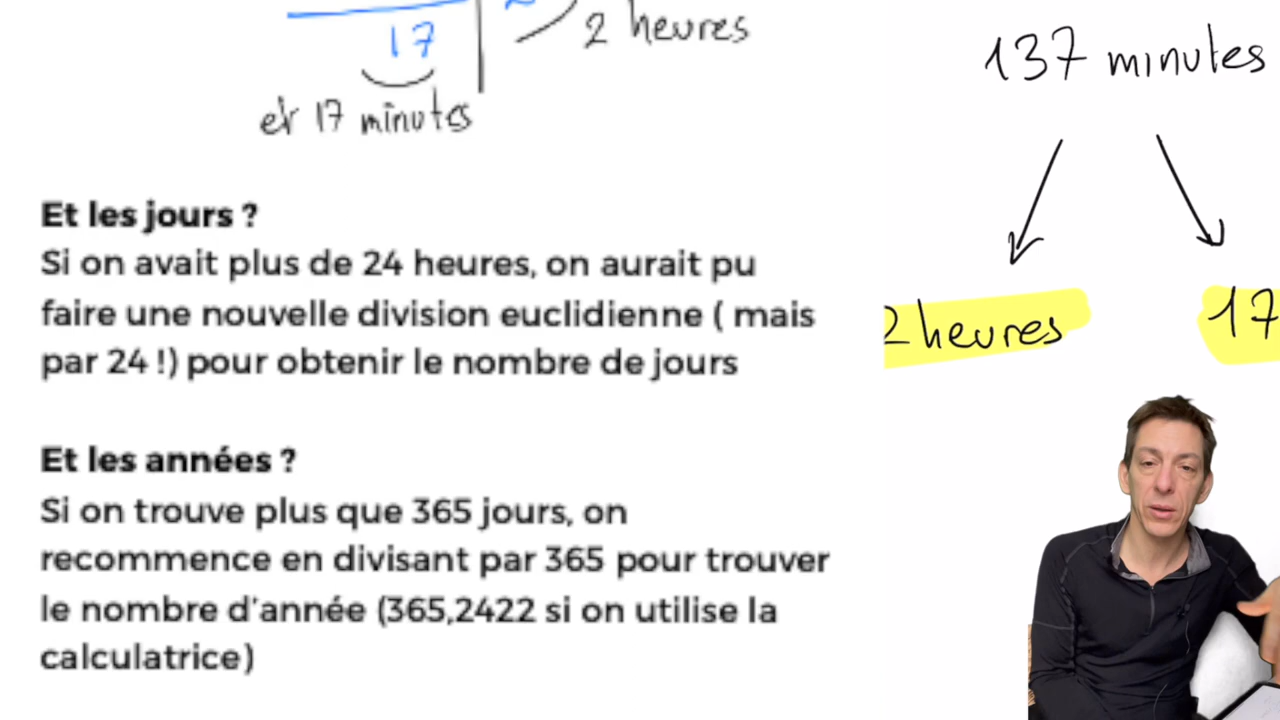 17
2 heures
et 17 minutes
137 minutes
2 heures
17
Et les jours ?
Si on avait plus de 24 heures, on aurait pu
faire une nouvelle division euclidienne ( mais
par 24 !) pour obtenir le nombre de jours
Et les années ?
Si on trouve plus que 365 jours, on
recommence en divisant par 365 pour trouver
le nombre d'année (365,2422 si on utilise la
calculatrice)